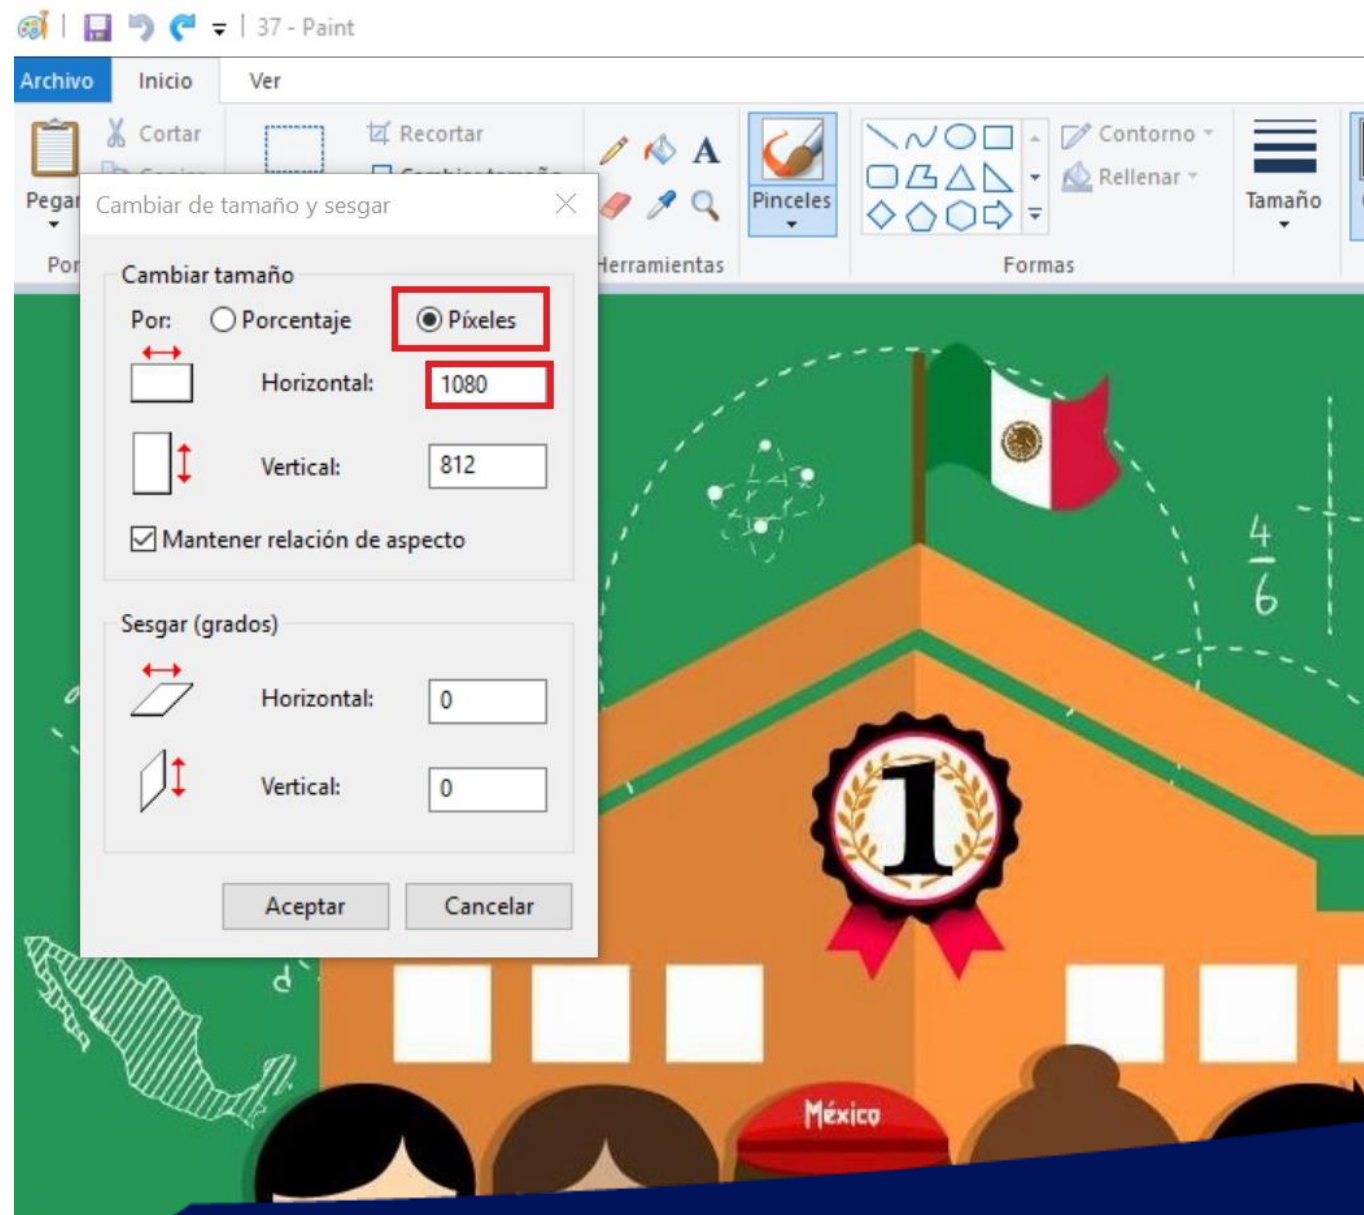 37 - Paint
Archivo Inicio Ver
Cortar
Recortar
Contorno
Rellenar
Pegar
Pinceles
Tamaño
Formas
Cambiar de tamaño y sesgar
Cambiar tamaño
Por: Porcentaje Píxeles
Horizontal: 1080
Vertical: 812
Mantener relación de aspecto
Sesgar (grados)
Horizontal: 0
Vertical: 0
Aceptar Cancelar
4
6
1
d
México